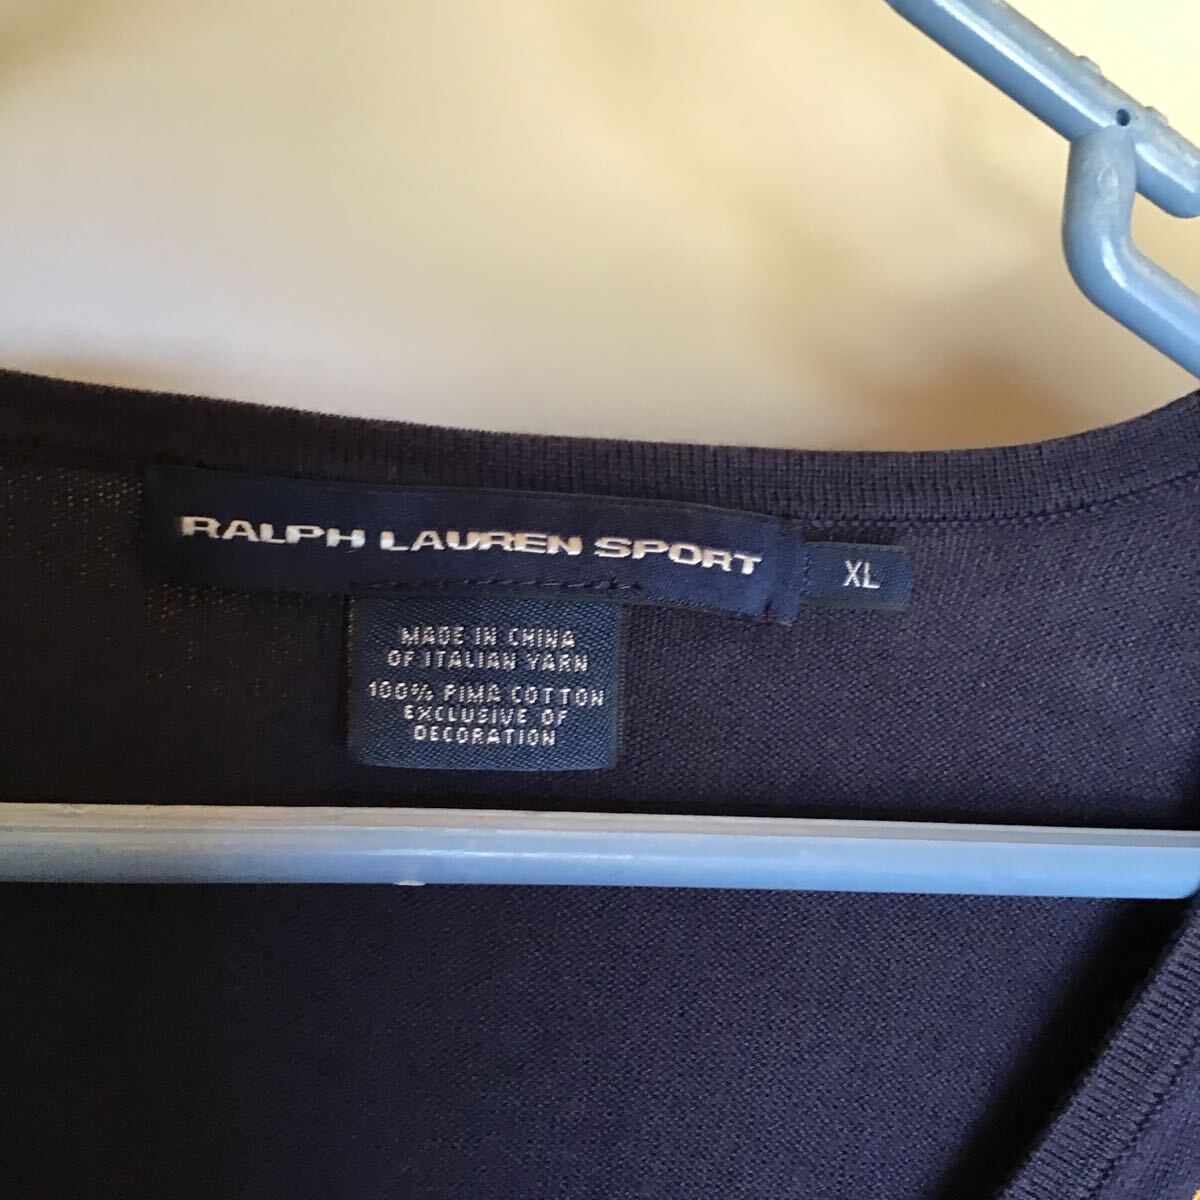 RALPH LAUREN SPORT
XL
MADE IN CHINA
OF ITALIAN YARN
100% PIMA COTTON
EXCLUSIVE OF
DECORATION